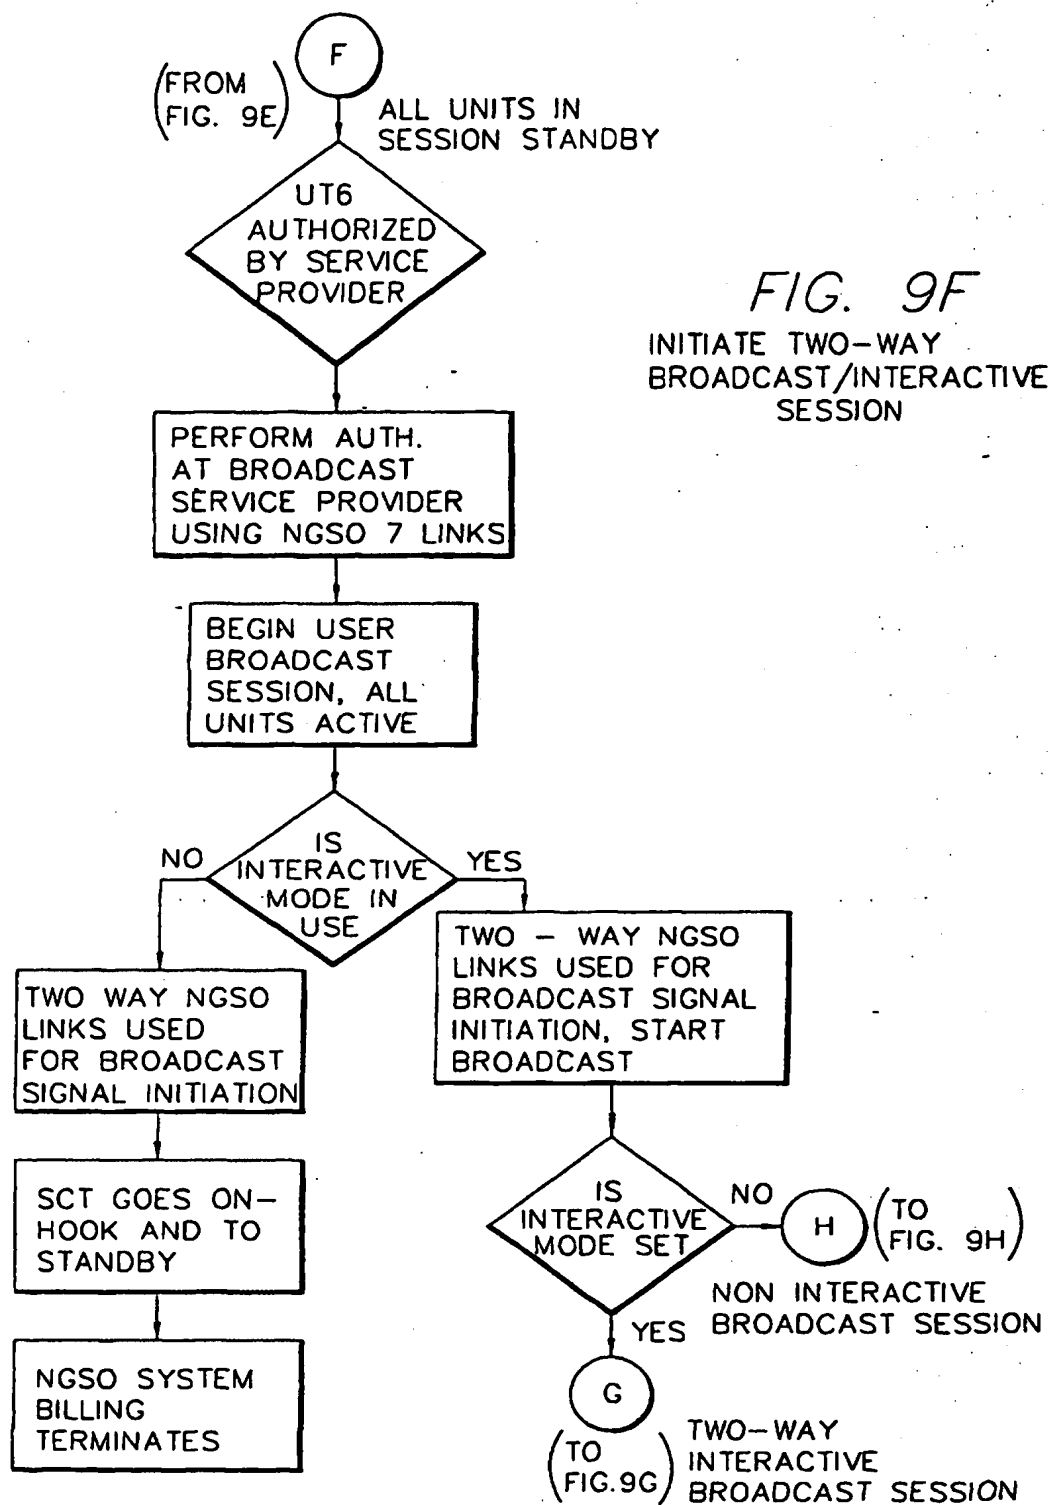 F
(FROM
FIG. 9E)
ALL UNITS IN
SESSION STANDBY
UT6
AUTHORIZED
BY SERVICE
PROVIDER
FIG. 9F
INITIATE TWO-WAY
BROADCAST/INTERACTIVE
SESSION
PERFORM AUTH.
AT BROADCAST
SERVICE PROVIDER
USING NGSO 7 LINKS
BEGIN USER
BROADCAST
SESSION, ALL
UNITS ACTIVE
IS
INTERACTIVE
MODE IN
USE
NO
YES
TWO WAY NGSO
LINKS USED
FOR BROADCAST
SIGNAL INITIATION
SCT GOES ON-
HOOK AND TO
STANDBY
NGSO SYSTEM
BILLING
TERMINATES
TWO - WAY NGSO
LINKS USED FOR
BROADCAST SIGNAL
INITIATION, START
BROADCAST
IS
INTERACTIVE
MODE SET
NO
H
(TO
FIG. 9H)
NON INTERACTIVE
BROADCAST SESSION
YES
G
(TO
FIG.9G)
TWO-WAY
INTERACTIVE
BROADCAST SESSION